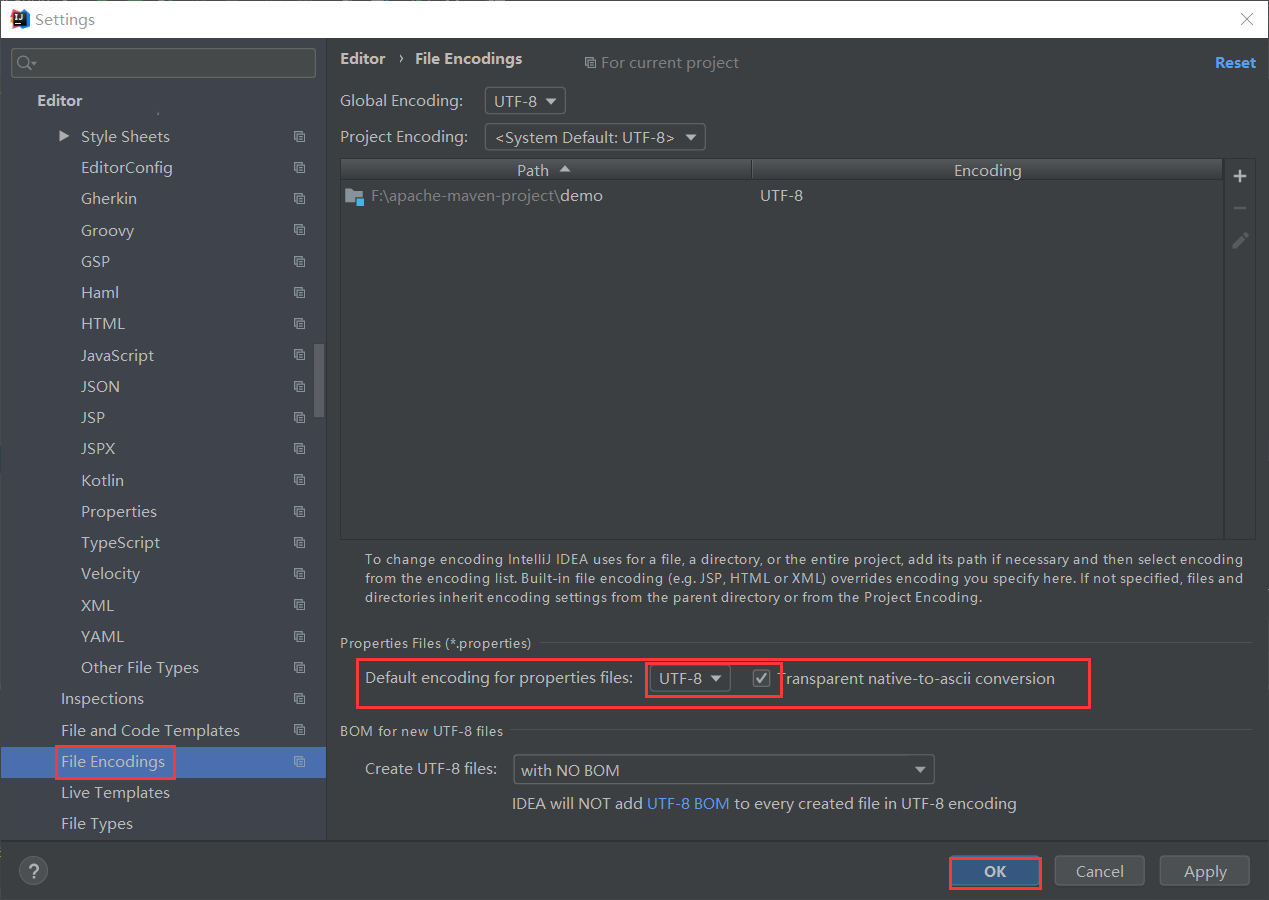 Settings
Editor
Style Sheets
EditorConfig
Gherkin
Groovy
GSP
Haml
HTML
JavaScript
JSON
JSP
JSPX
Kotlin
Properties
TypeScript
Velocity
XML
YAML
Other File Types
Inspections
File and Code Templates
File Encodings
Live Templates
File Types
Editor › File Encodings For current project Reset
Global Encoding: UTF-8
Project Encoding: <System Default: UTF-8>
Path Encoding
F:\apache-maven-project\demo UTF-8
To change encoding IntelliJ IDEA uses for a file, a directory, or the entire project, add its path if necessary and then select encoding
from the encoding list. Built-in file encoding (e.g. JSP, HTML or XML) overrides encoding you specify here. If not specified, files and
directories inherit encoding settings from the parent directory or from the Project Encoding.
Properties Files (*.properties)
Default encoding for properties files: UTF-8 Transparent native-to-ascii conversion
BOM for new UTF-8 files
Create UTF-8 files: with NO BOM
IDEA will NOT add UTF-8 BOM to every created file in UTF-8 encoding
? OK Cancel Apply